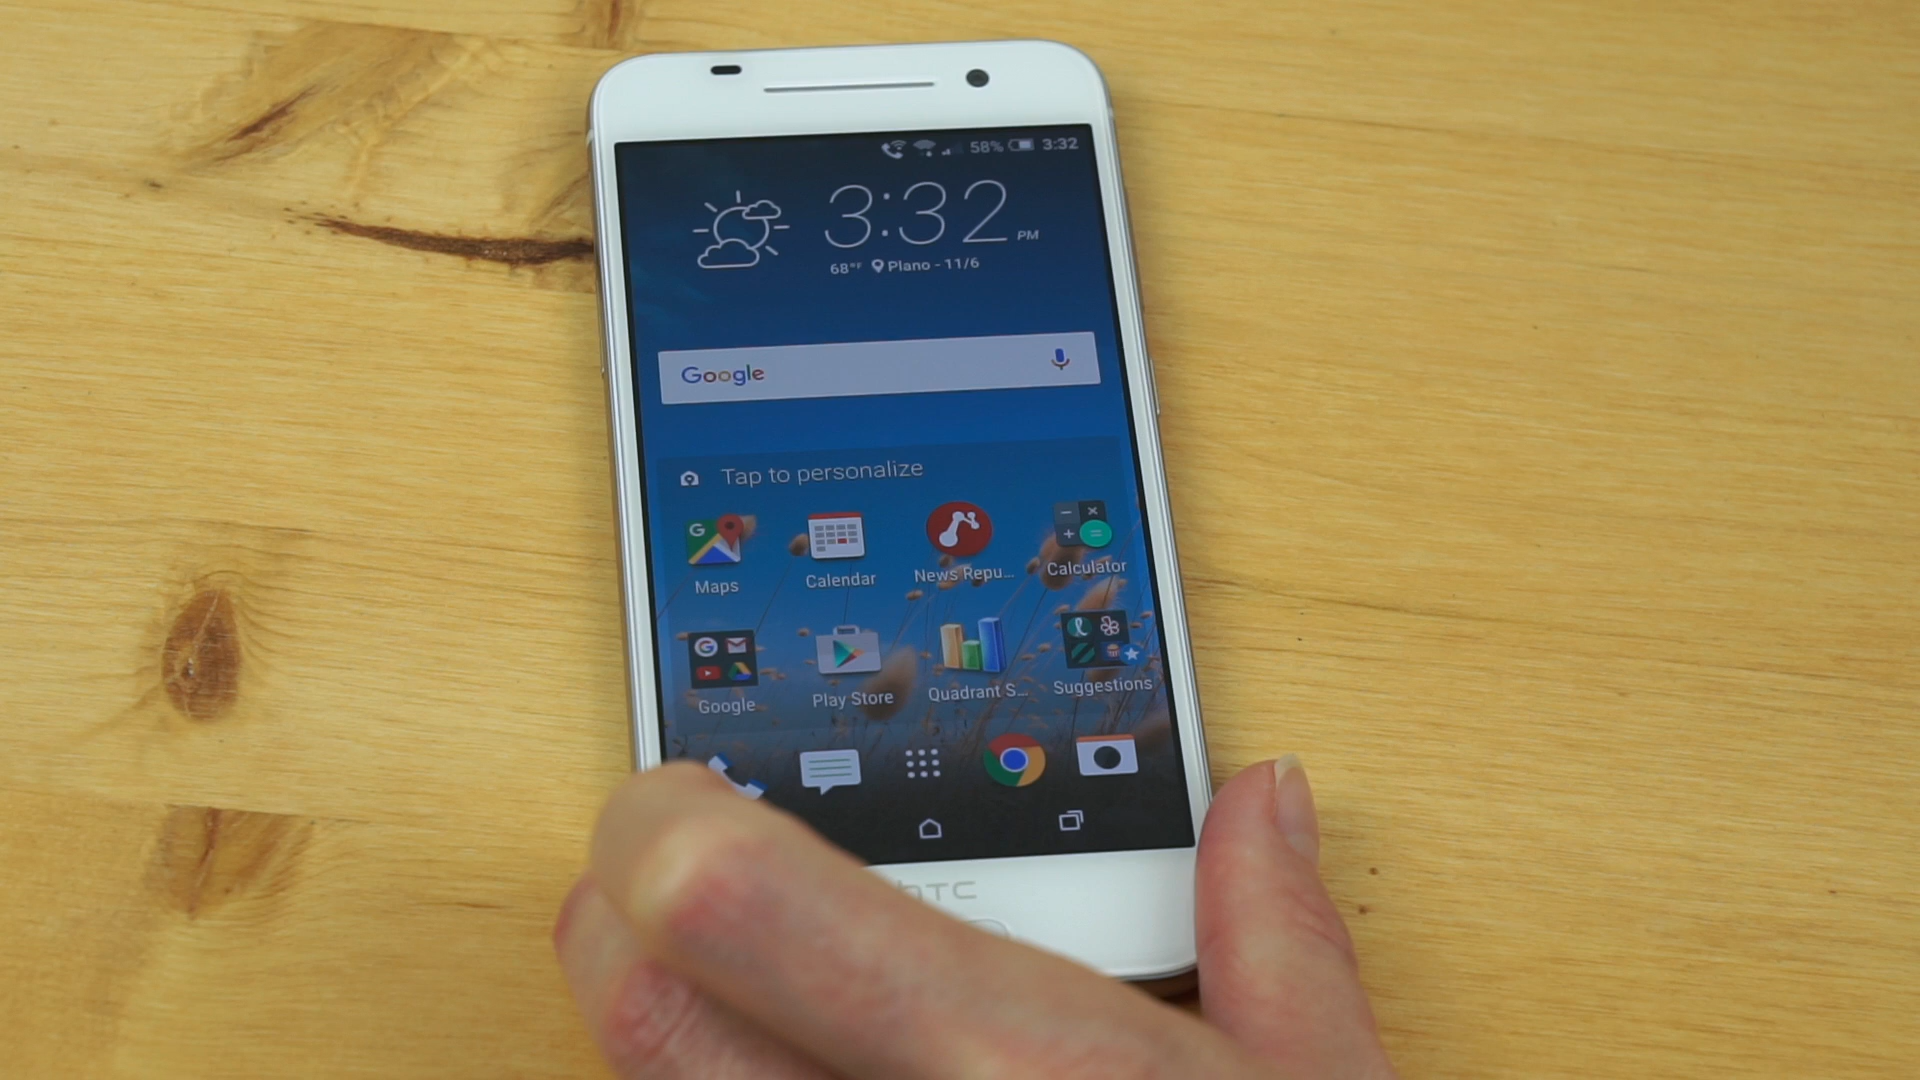 58% 3:32
3:32 PM
68°F Plano - 11/6
Google
Tap to personalize
G
Maps Calendar News Repu... Calculator
G
Google Play Store Quadrant S... Suggestions
hTC